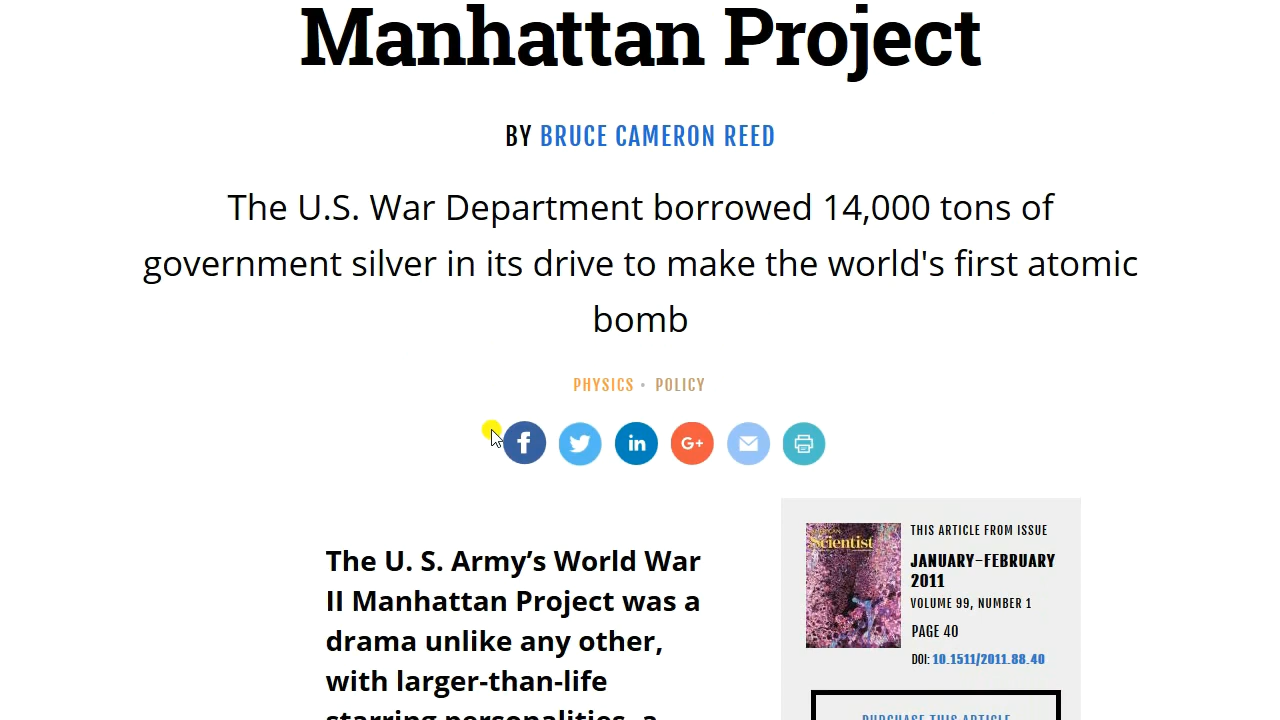 Manhattan Project
BY BRUCE CAMERON REED
The U.S. War Department borrowed 14,000 tons of
government silver in its drive to make the world's first atomic
bomb
PHYSICS • POLICY
f in G+
The U. S. Army’s World War
II Manhattan Project was a
drama unlike any other,
with larger-than-life
starring personalities, a
Scientist
THIS ARTICLE FROM ISSUE
JANUARY-FEBRUARY
2011
VOLUME 99, NUMBER 1
PAGE 40
DOI: 10.1511/2011.88.40
PURCHASE THIS ARTICLE